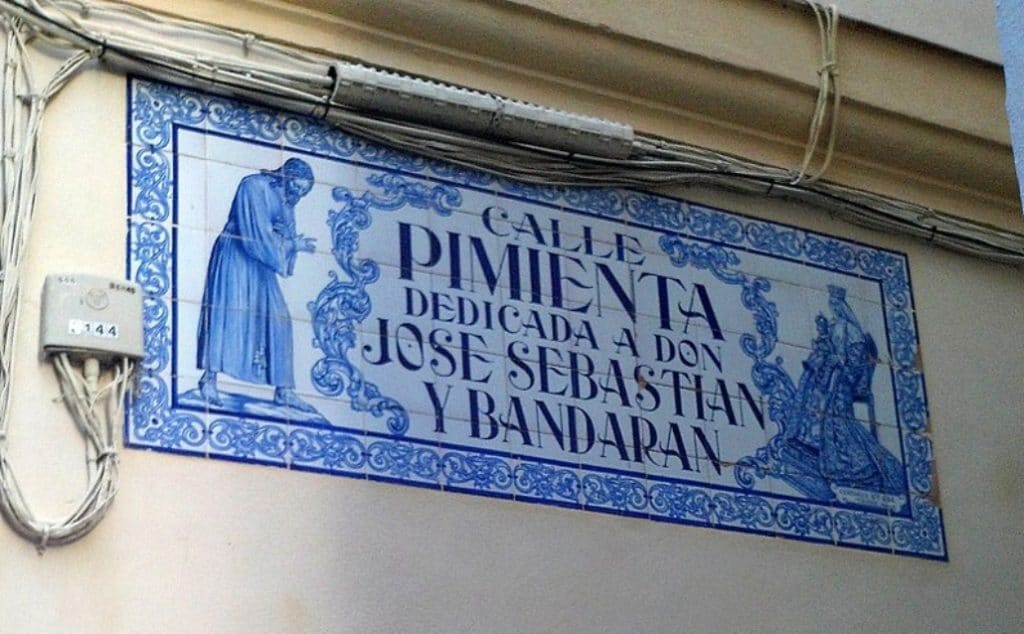 CALLE
PIMIENTA
DEDICADA A DON
JOSE SEBASTIAN
Y BANDARAN
144